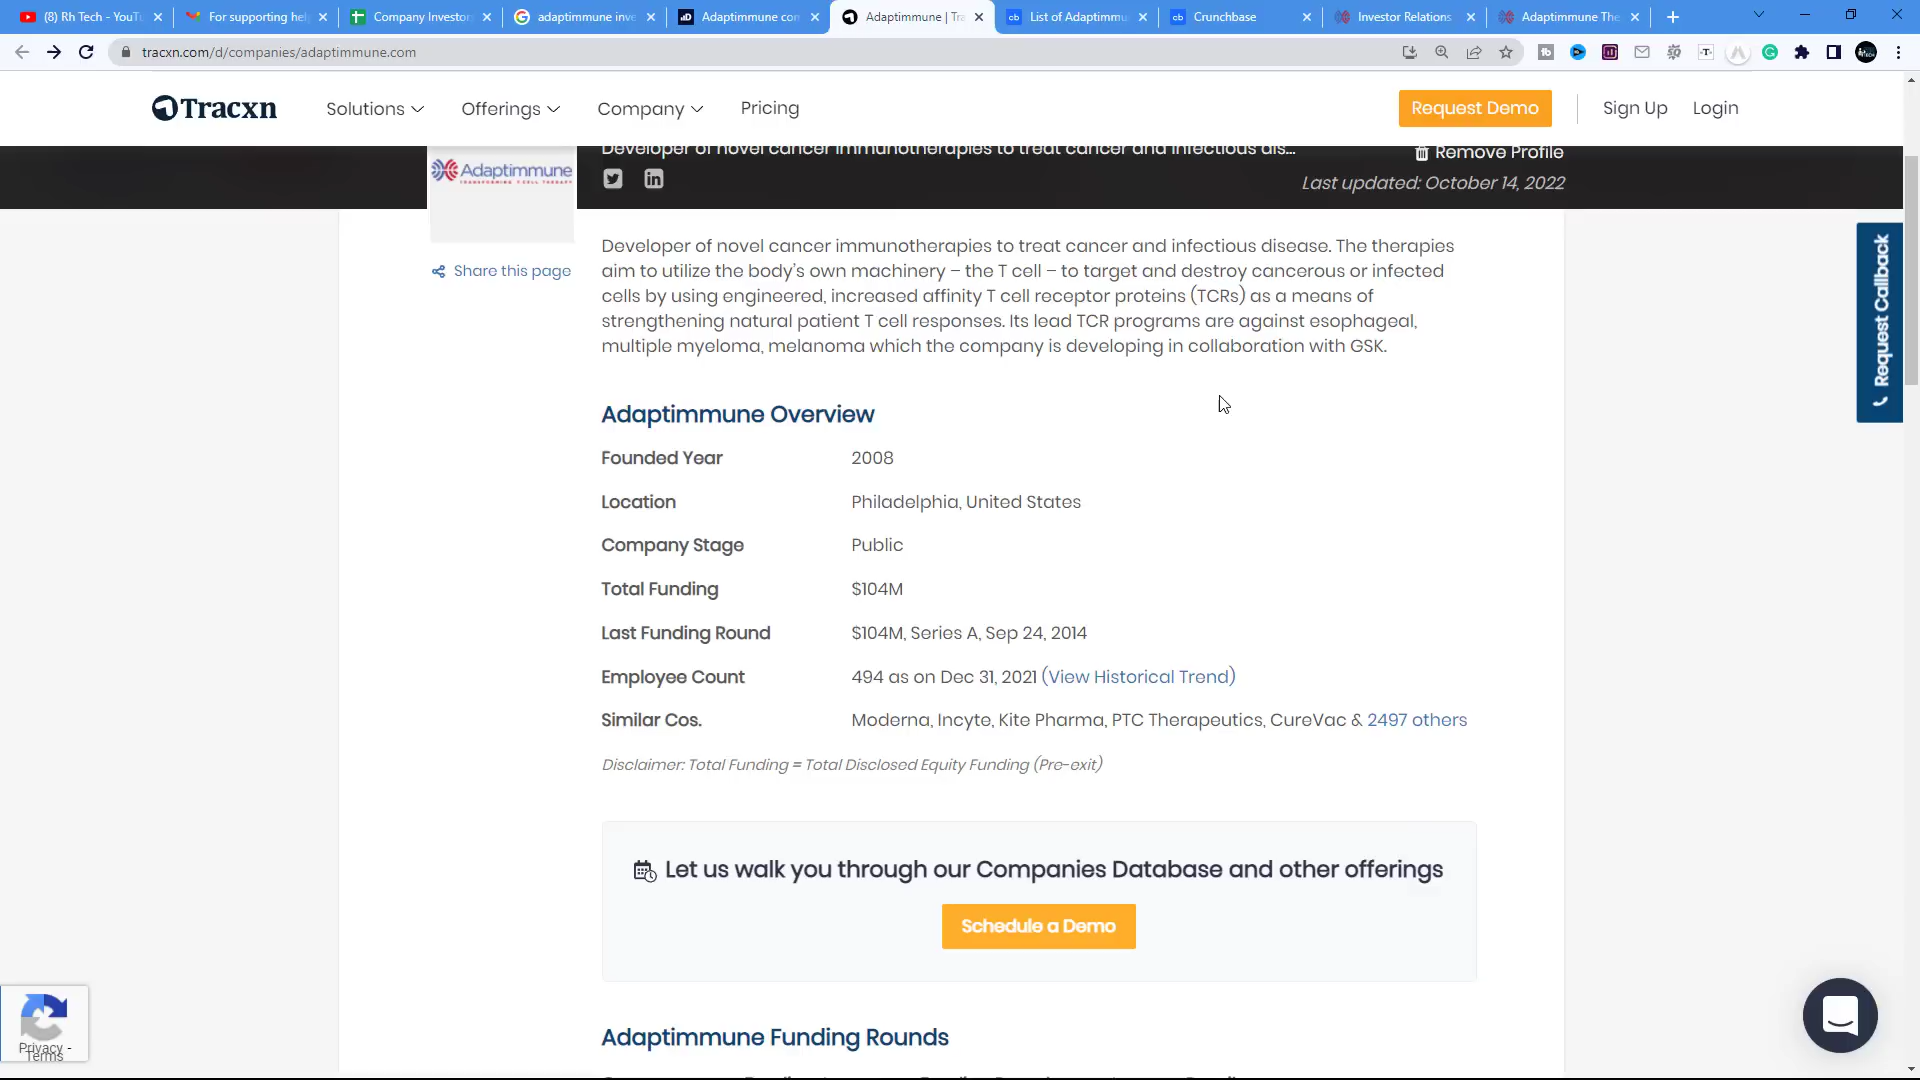 (8) Rh Tech - YouTu
For supporting hel
Company Investor
adaptimmune inve
Adaptimmune com
Adaptimmune | Tra
List of Adaptimmu
Crunchbase
Investor Relations
Adaptimmune The
tracxn.com/d/companies/adaptimmune.com
Tracxn
Solutions
Offerings
Company
Pricing
Request Demo
Sign Up
Login
Adaptimmune
TRANSFORMING T CELL THERAPY
Developer of novel cancer immunotherapies to treat cancer and infectious dis...
Remove Profile
Last updated: October 14, 2022
Share this page
Developer of novel cancer immunotherapies to treat cancer and infectious disease. The therapies
aim to utilize the body's own machinery – the T cell – to target and destroy cancerous or infected
cells by using engineered, increased affinity T cell receptor proteins (TCRs) as a means of
strengthening natural patient T cell responses. Its lead TCR programs are against esophageal,
multiple myeloma, melanoma which the company is developing in collaboration with GSK.
Request Callback
Adaptimmune Overview
Founded Year 2008
Location Philadelphia, United States
Company Stage Public
Total Funding $104M
Last Funding Round $104M, Series A, Sep 24, 2014
Employee Count 494 as on Dec 31, 2021 (View Historical Trend)
Similar Cos. Moderna, Incyte, Kite Pharma, PTC Therapeutics, CureVac & 2497 others
Disclaimer: Total Funding = Total Disclosed Equity Funding (Pre-exit)
Let us walk you through our Companies Database and other offerings
Schedule a Demo
Privacy -
Terms
Adaptimmune Funding Rounds